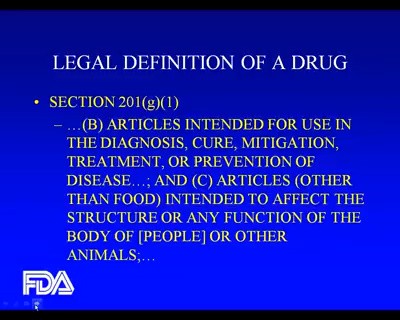 LEGAL DEFINITION OF A DRUG
• SECTION 201(g)(1)
– …(B) ARTICLES INTENDED FOR USE IN
THE DIAGNOSIS, CURE, MITIGATION,
TREATMENT, OR PREVENTION OF
DISEASE…; AND (C) ARTICLES (OTHER
THAN FOOD) INTENDED TO AFFECT THE
STRUCTURE OR ANY FUNCTION OF THE
BODY OF [PEOPLE] OR OTHER
ANIMALS;…
FDA